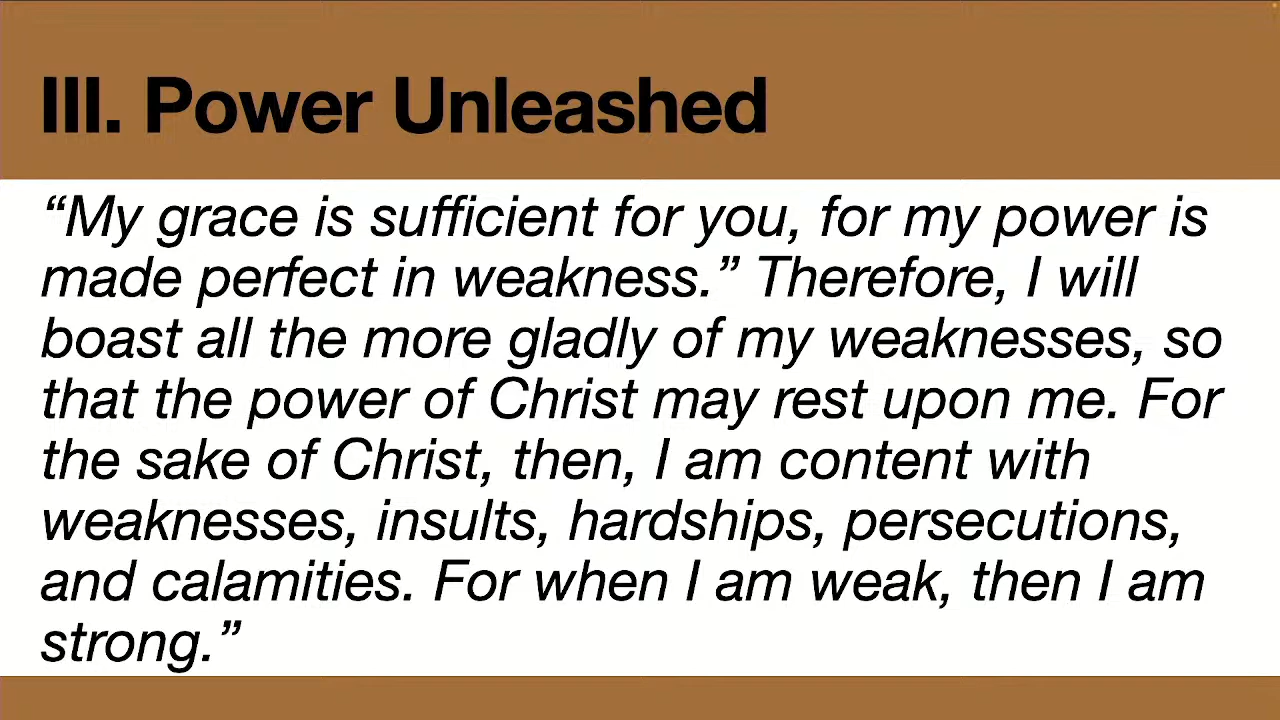 III. Power Unleashed
“My grace is sufficient for you, for my power is
made perfect in weakness.” Therefore, I will
boast all the more gladly of my weaknesses, so
that the power of Christ may rest upon me. For
the sake of Christ, then, I am content with
weaknesses, insults, hardships, persecutions,
and calamities. For when I am weak, then I am
strong.”